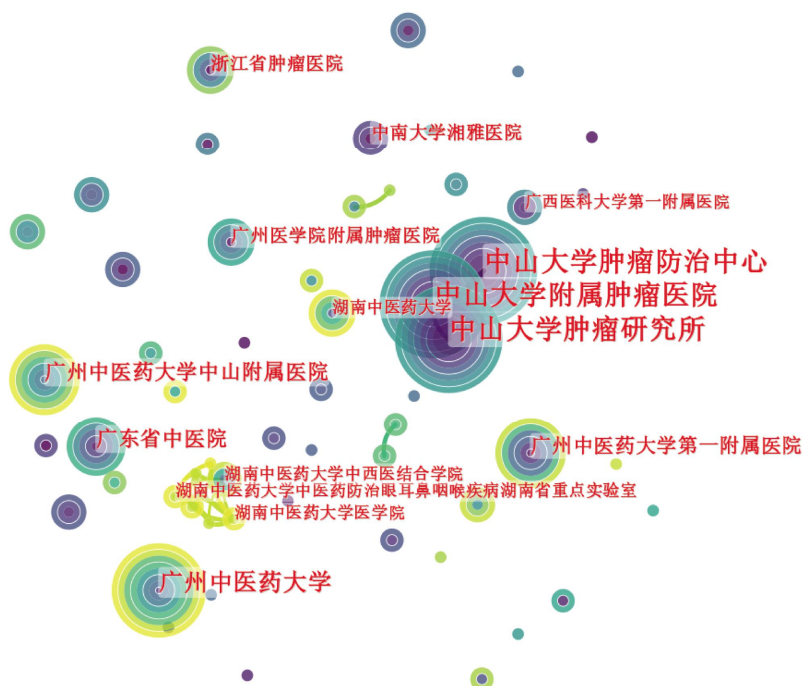 浙江省肿瘤医院
中南大学湘雅医院
广西医科大学第一附属医院
广州医学院附属肿瘤医院
中山大学肿瘤防治中心
中山大学附属肿瘤医院
湖南中医药大学
中山大学肿瘤研究所
广州中医药大学中山附属医院
广东省中医院
广州中医药大学第一附属医院
湖南中医药大学中西医结合学院
湖南中医药大学中医药防治眼耳鼻咽喉疾病湖南省重点实验室
湖南中医药大学医学院
广州中医药大学